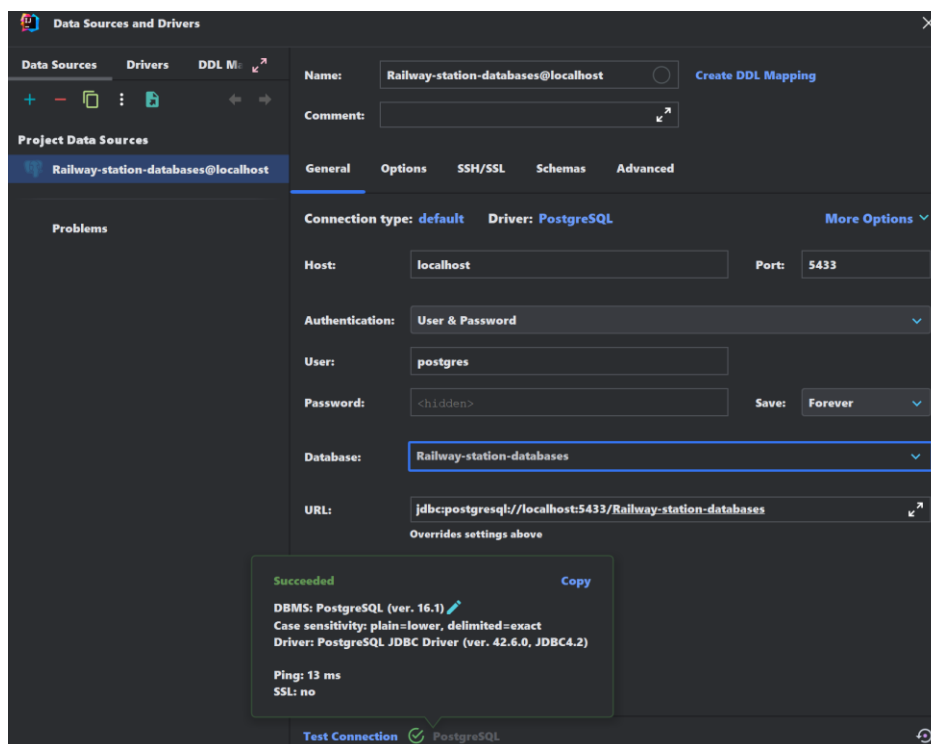 Data Sources and Drivers
Data Sources Drivers DDL Ma
Project Data Sources
Railway-station-databases@localhost
Problems
Name: Railway-station-databases@localhost Create DDL Mapping
Comment:
General Options SSH/SSL Schemas Advanced
Connection type: default Driver: PostgreSQL More Options
Host: localhost Port: 5433
Authentication: User & Password
User: postgres
Password: <hidden> Save: Forever
Database: Railway-station-databases
URL: jdbc:postgresql://localhost:5433/Railway-station-databases
Overrides settings above
Succeeded Copy
DBMS: PostgreSQL (ver. 16.1)
Case sensitivity: plain=lower, delimited=exact
Driver: PostgreSQL JDBC Driver (ver. 42.6.0, JDBC4.2)
Ping: 13 ms
SSL: no
Test Connection PostgreSQL